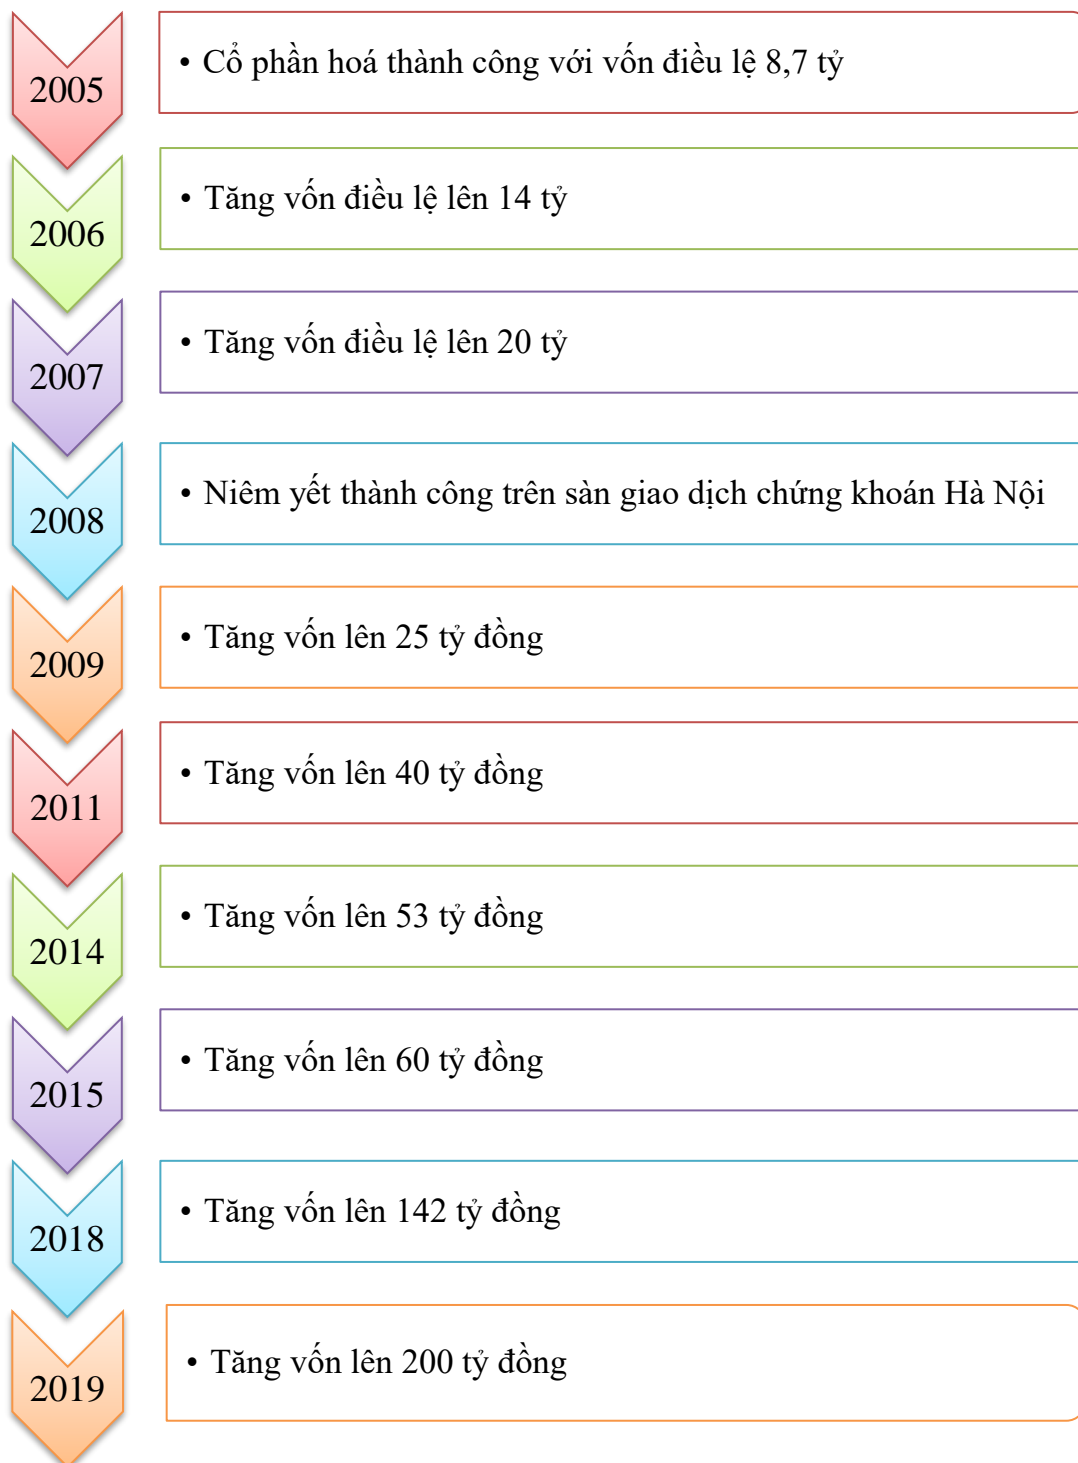 2005
• Cổ phần hoá thành công với vốn điều lệ 8,7 tỷ
2006
• Tăng vốn điều lệ lên 14 tỷ
2007
• Tăng vốn điều lệ lên 20 tỷ
2008
• Niêm yết thành công trên sàn giao dịch chứng khoán Hà Nội
2009
• Tăng vốn lên 25 tỷ đồng
2011
• Tăng vốn lên 40 tỷ đồng
2014
• Tăng vốn lên 53 tỷ đồng
2015
• Tăng vốn lên 60 tỷ đồng
2018
• Tăng vốn lên 142 tỷ đồng
2019
• Tăng vốn lên 200 tỷ đồng